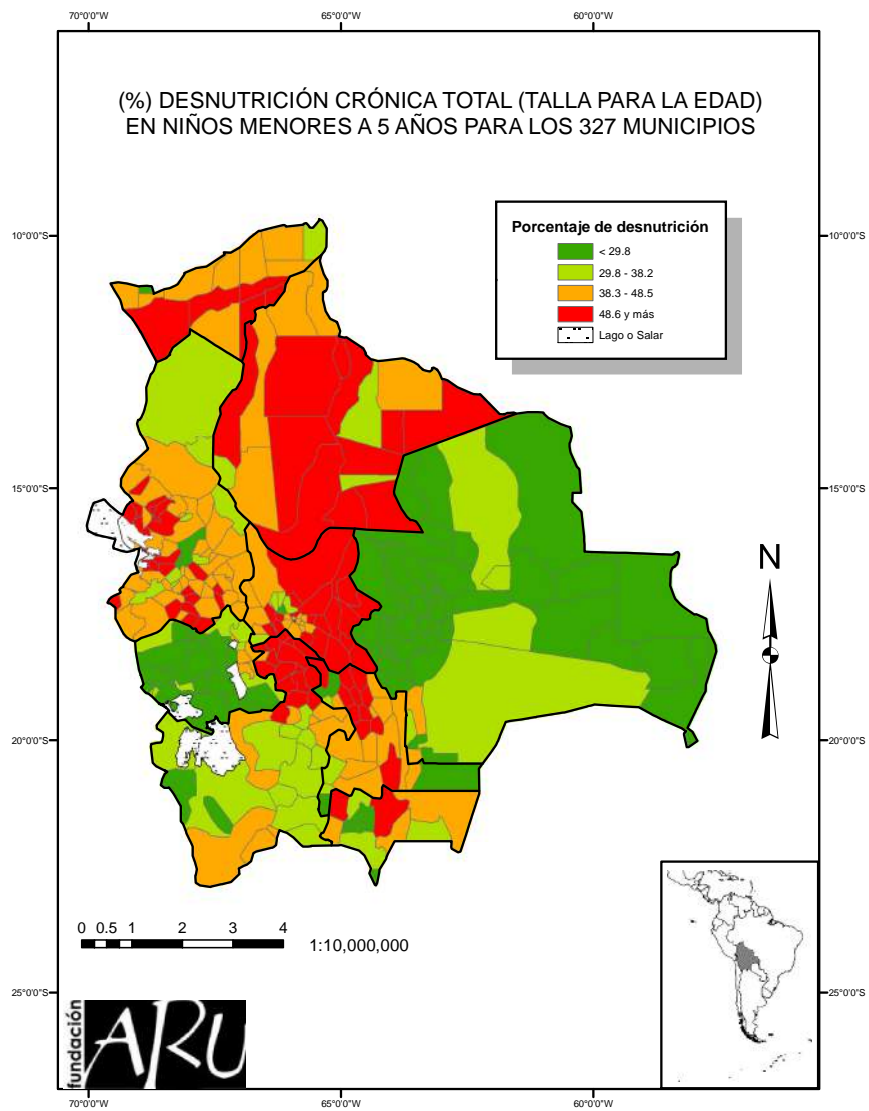 70°0'0"W 65°0'0"W 60°0'0"W
(%) DESNUTRICIÓN CRÓNICA TOTAL (TALLA PARA LA EDAD)
EN NIÑOS MENORES A 5 AÑOS PARA LOS 327 MUNICIPIOS
Porcentaje de desnutrición
< 29.8
29.8 - 38.2
38.3 - 48.5
48.6 y más
Lago o Salar
10°0'0"S 10°0'0"S
15°0'0"S 15°0'0"S
N
20°0'0"S 20°0'0"S
0 0.5 1 2 3 4
1:10,000,000
25°0'0"S 25°0'0"S
fundación
ARU
70°0'0"W 65°0'0"W 60°0'0"W